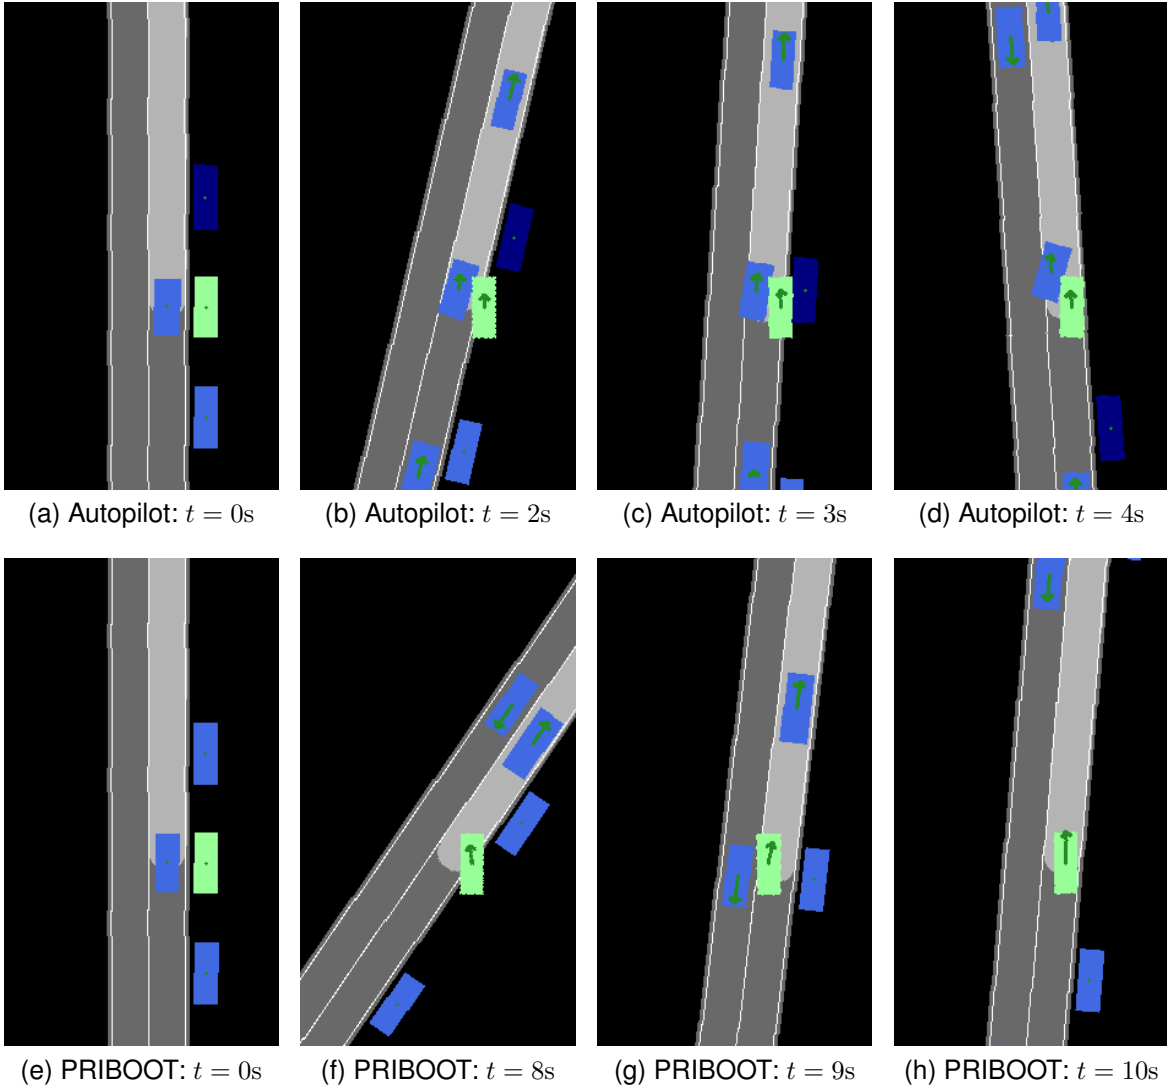 (a) Autopilot: t = 0s
(b) Autopilot: t = 2s
(c) Autopilot: t = 3s
(d) Autopilot: t = 4s
(e) PRIBOOT: t = 0s
(f) PRIBOOT: t = 8s
(g) PRIBOOT: t = 9s
(h) PRIBOOT: t = 10s